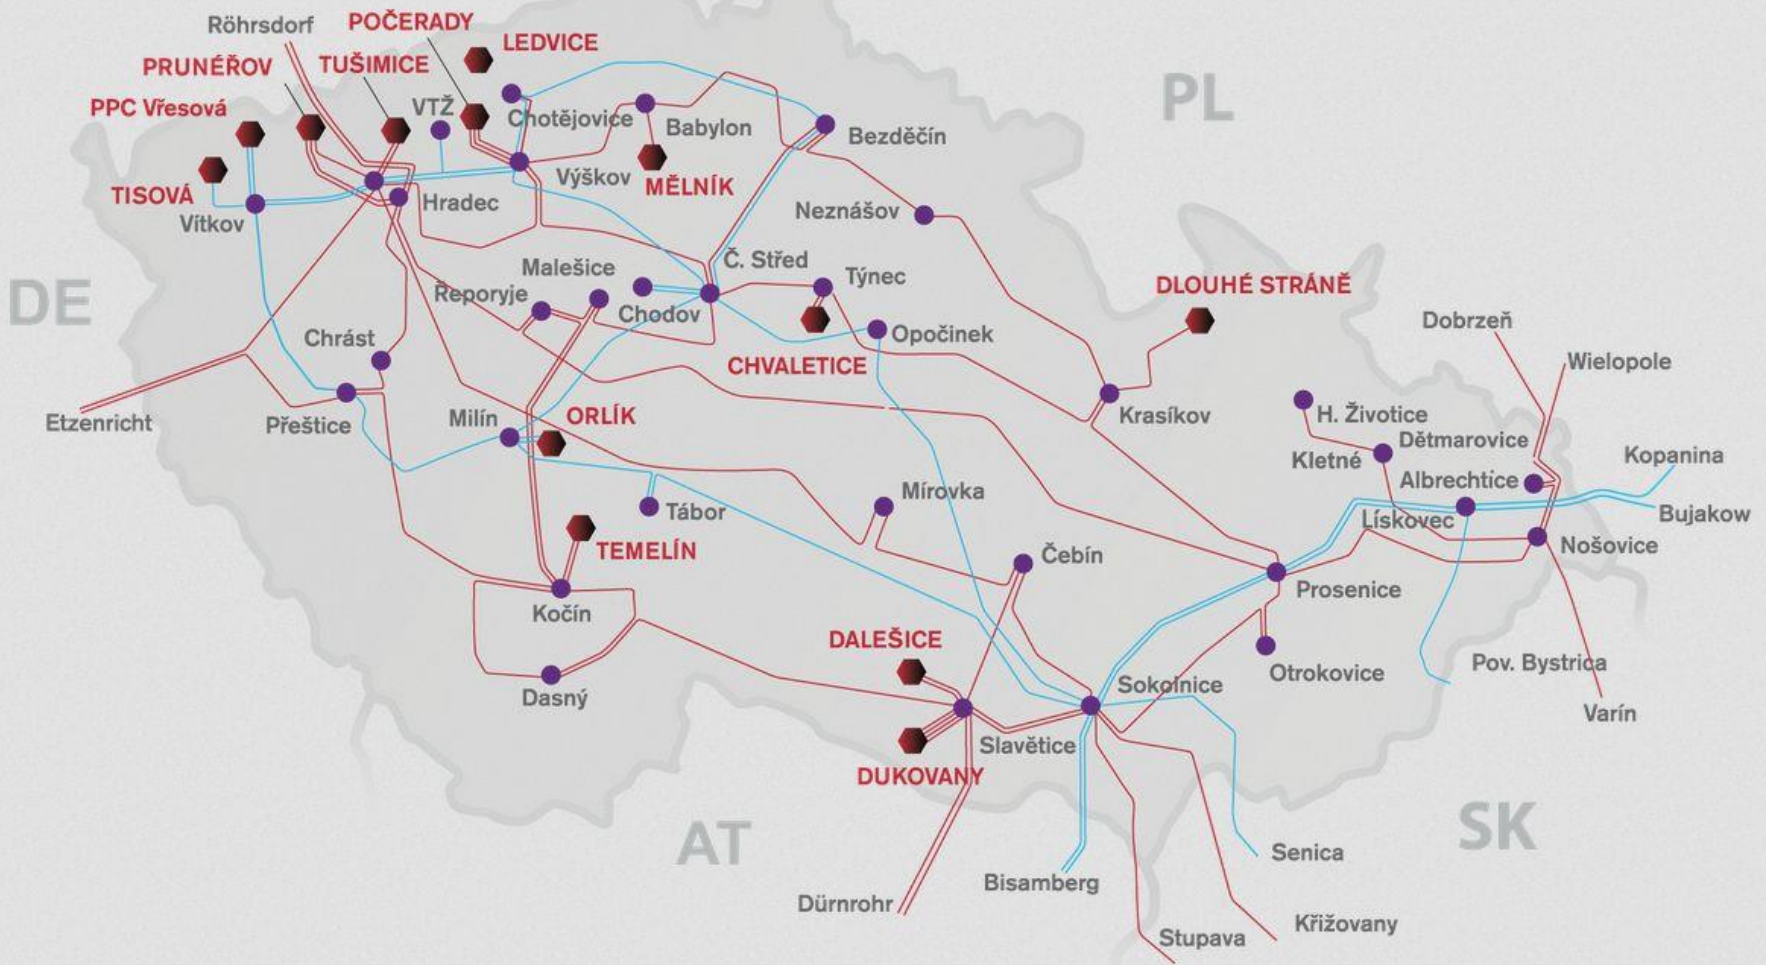 Röhrsdorf
POČERADY
LEDVICE
PRUNÉŘOV
TUŠIMICE
PPC Vřesová
VTŽ
Chotějovice
Babylon
Bezděčín
PL
TISOVÁ
Vítkov
Hradec
Výškov
MĚLNÍK
Neznášov
DE
Malešice
Č. Střed
Týnec
Řeporyje
Chodov
DLOUHÉ STRÁNĚ
Chrást
Opočinek
Dobrzeň
CHVALETICE
Wielopole
Etzenricht
Přeštice
Milín
ORLÍK
Krasíkov
H. Životice
Dětmarovice
Kletné
Albrechtice
Kopanina
Tábor
Mírovka
Lískovec
Bujakow
TEMELÍN
Čebín
Nošovice
Kočín
Prosenice
DALEŠICE
Otrokovice
Pov. Bystrica
Dasný
Sokolnice
Varín
Slavětice
DUKOVANY
AT
SK
Senica
Bisamberg
Dürnrohr
Křižovany
Stupava